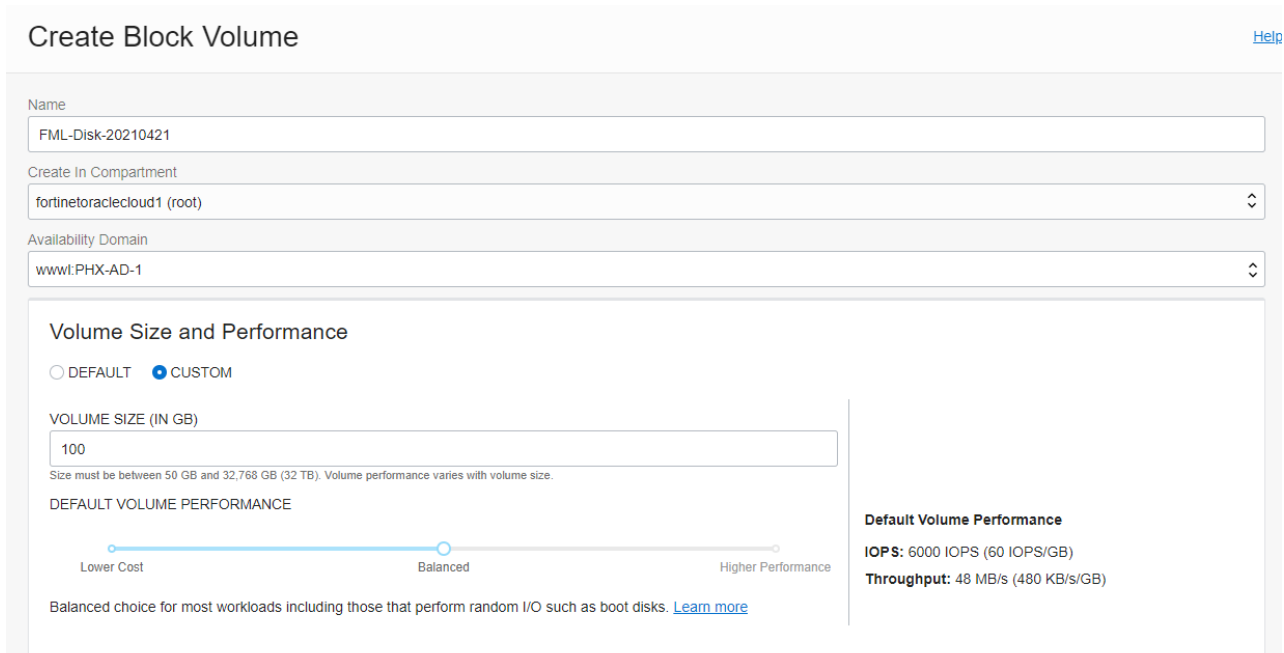 Create Block Volume
Help
Name
FML-Disk-20210421
Create In Compartment
fortinetoraclecloud1 (root)
Availability Domain
wwwl:PHX-AD-1
Volume Size and Performance
DEFAULT CUSTOM
VOLUME SIZE (IN GB)
100
Size must be between 50 GB and 32,768 GB (32 TB). Volume performance varies with volume size.
DEFAULT VOLUME PERFORMANCE
Lower Cost Balanced Higher Performance
Balanced choice for most workloads including those that perform random I/O such as boot disks. Learn more
Default Volume Performance
IOPS: 6000 IOPS (60 IOPS/GB)
Throughput: 48 MB/s (480 KB/s/GB)